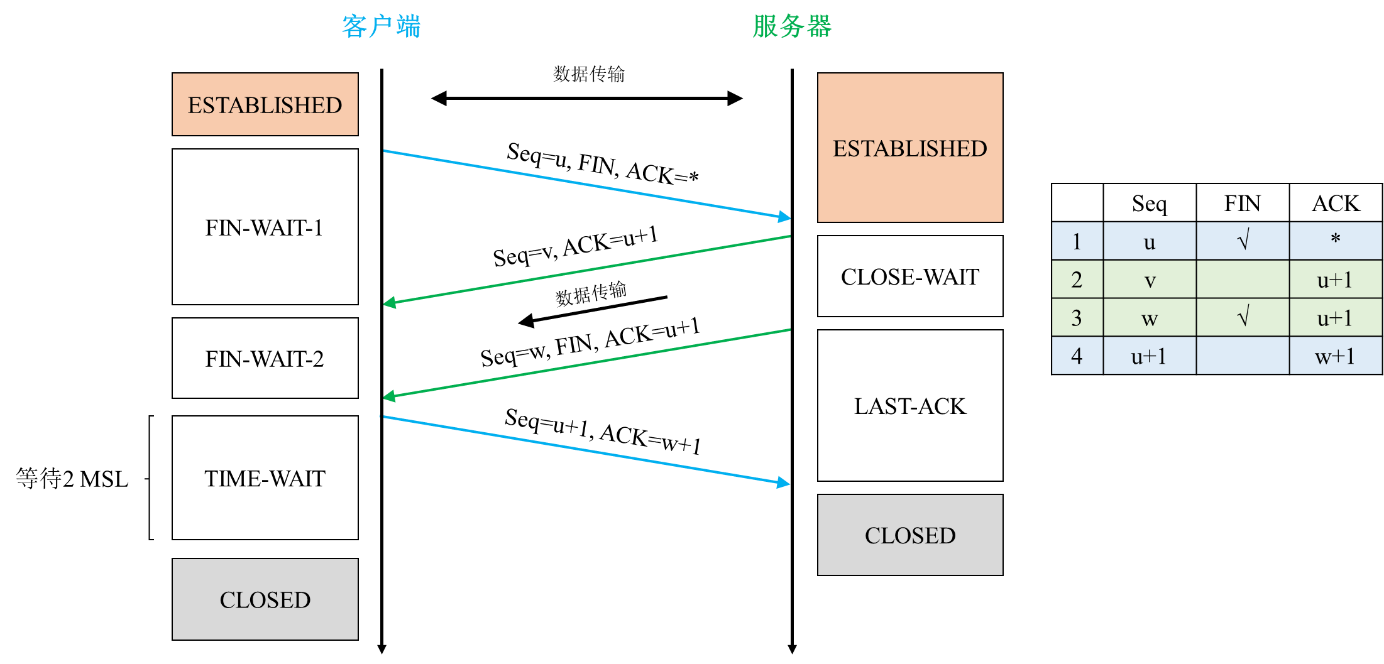 客户端
服务器
数据传输
ESTABLISHED
ESTABLISHED
Seq=u, FIN, ACK=*
FIN-WAIT-1
Seq=v, ACK=u+1
CLOSE-WAIT
数据传输
Seq=w, FIN, ACK=u+1
FIN-WAIT-2
LAST-ACK
Seq=u+1, ACK=w+1
等待2 MSL
TIME-WAIT
CLOSED
CLOSED
Seq FIN ACK
1 u √ *
2 v u+1
3 w √ u+1
4 u+1 w+1